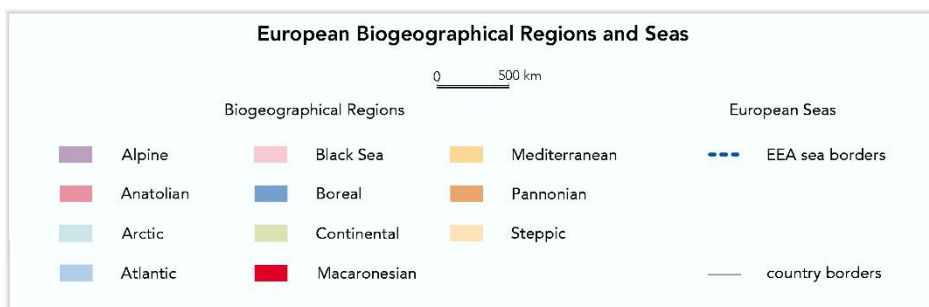 European Biogeographical Regions and Seas
0 500 km
Biogeographical Regions European Seas
Alpine Black Sea Mediterranean EEA sea borders
Anatolian Boreal Pannonian
Arctic Continental Steppic
Atlantic Macaronesian country borders